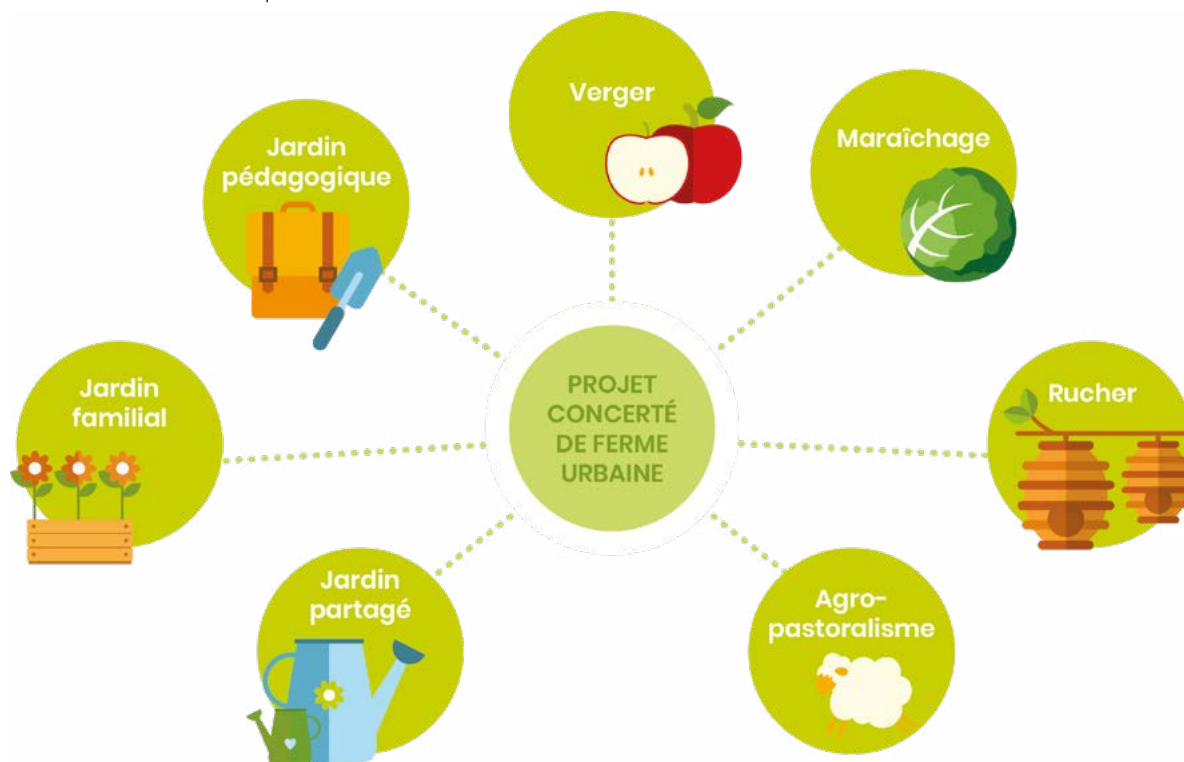 Verger
Maraîchage
Jardin
pédagogique
Jardin
familial
PROJET
CONCERTÉ
DE FERME
URBAINE
Rucher
Jardin
partagé
Agro-
pastoralisme